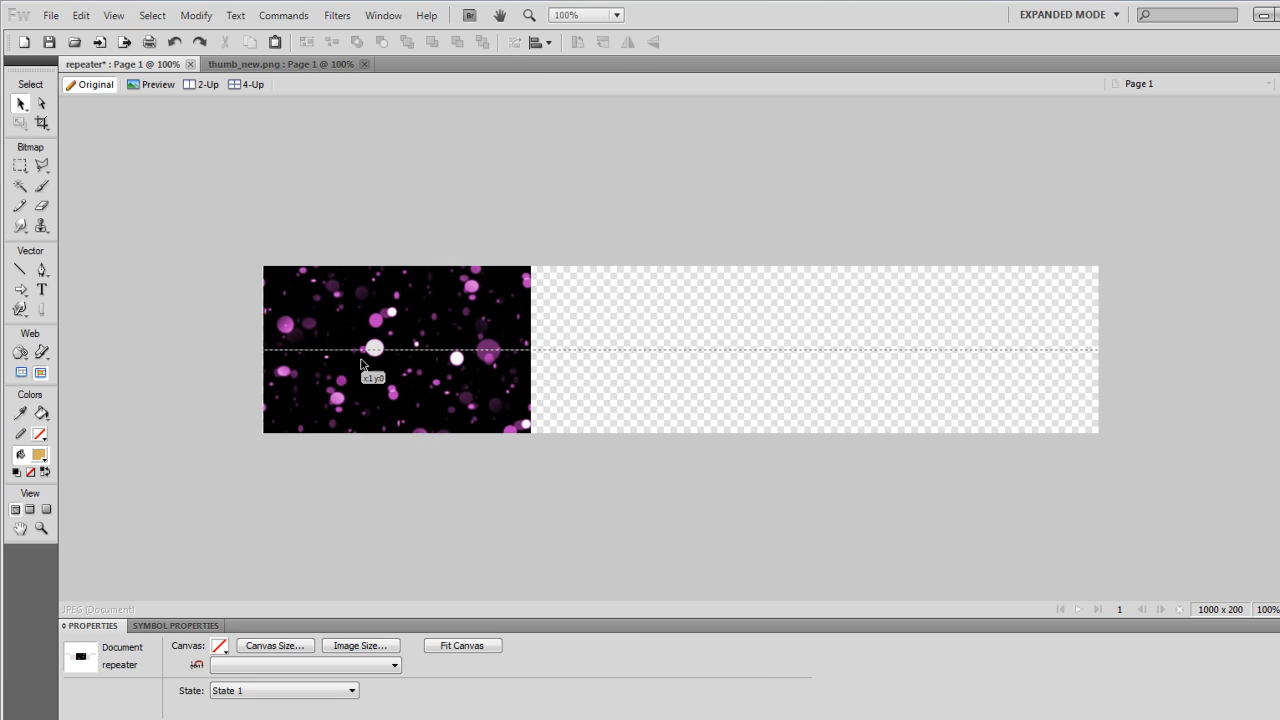 Fw File Edit View Select Modify Text Commands Filters Window Help Br 100% EXPANDED MODE
repeater* : Page 1 @ 100% thumb_new.png : Page 1 @ 100%
Original Preview 2-Up 4-Up Page 1
Select
Bitmap
Vector
T
Web
Colors
View
x:1 y:0
JPEG (Document) 1 1000 x 200 100%
PROPERTIES SYMBOL PROPERTIES
Document Canvas: Canvas Size... Image Size... Fit Canvas
repeater
State: State 1